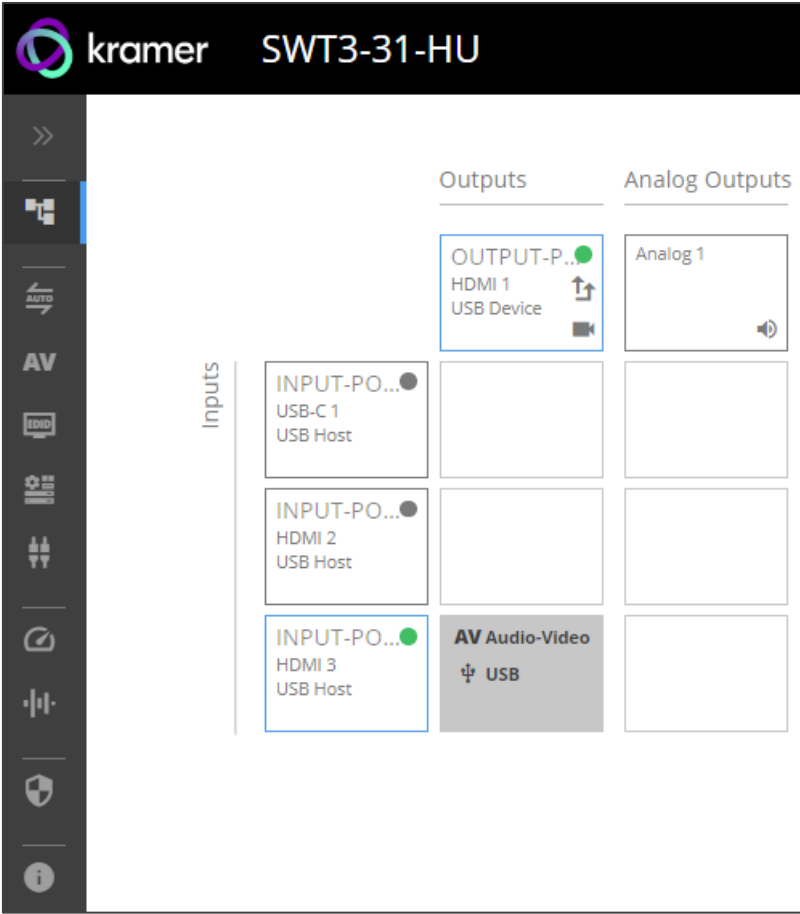 kramer SWT3-31-HU
Outputs
Analog Outputs
OUTPUT-P...
HDMI 1
USB Device
Analog 1
AUTO
AV
EDID
Inputs
INPUT-PO...
USB-C 1
USB Host
INPUT-PO...
HDMI 2
USB Host
INPUT-PO...
HDMI 3
USB Host
AV Audio-Video
USB